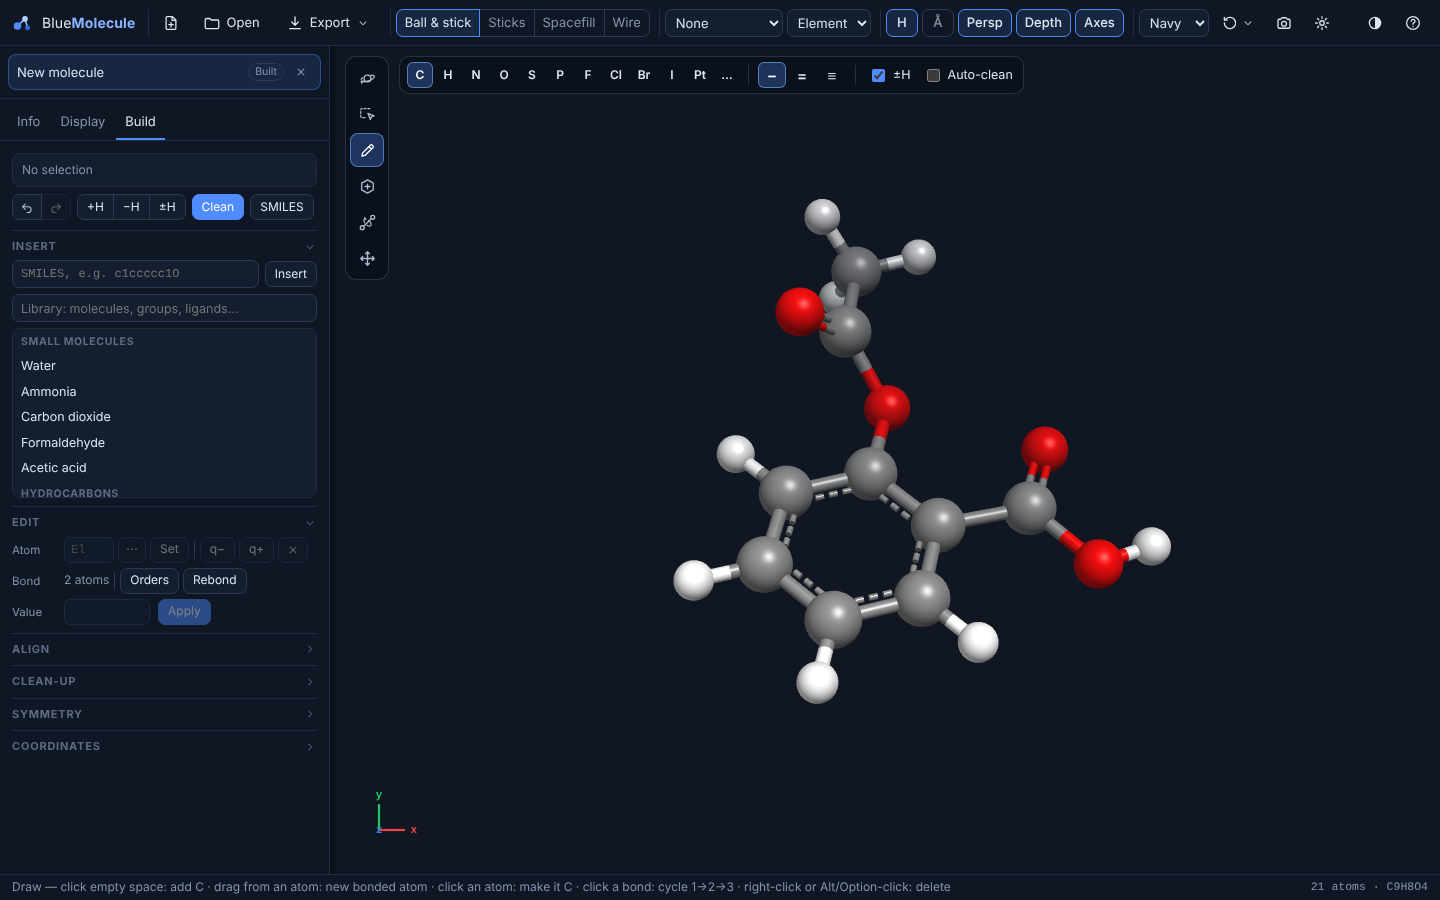 BlueMolecule
Open
Export
Ball & stick
Sticks
Spacefill
Wire
None
Element
H
Å
Persp
Depth
Axes
Navy
New molecule
Built
Info
Display
Build
No selection
+H
−H
±H
Clean
SMILES
INSERT
SMILES, e.g. c1ccccc1O
Insert
Library: molecules, groups, ligands...
SMALL MOLECULES
Water
Ammonia
Carbon dioxide
Formaldehyde
Acetic acid
HYDROCARBONS
EDIT
Atom
El
···
Set
q−
q+
×
Bond
2 atoms
Orders
Rebond
Value
Apply
ALIGN
CLEAN-UP
SYMMETRY
COORDINATES
C H N O S P F Cl Br I Pt ...
– = ≡
±H
Auto-clean
y
z
x
Draw — click empty space: add C · drag from an atom: new bonded atom · click an atom: make it C · click a bond: cycle 1→2→3 · right-click or Alt/Option-click: delete
21 atoms · C9H8O4